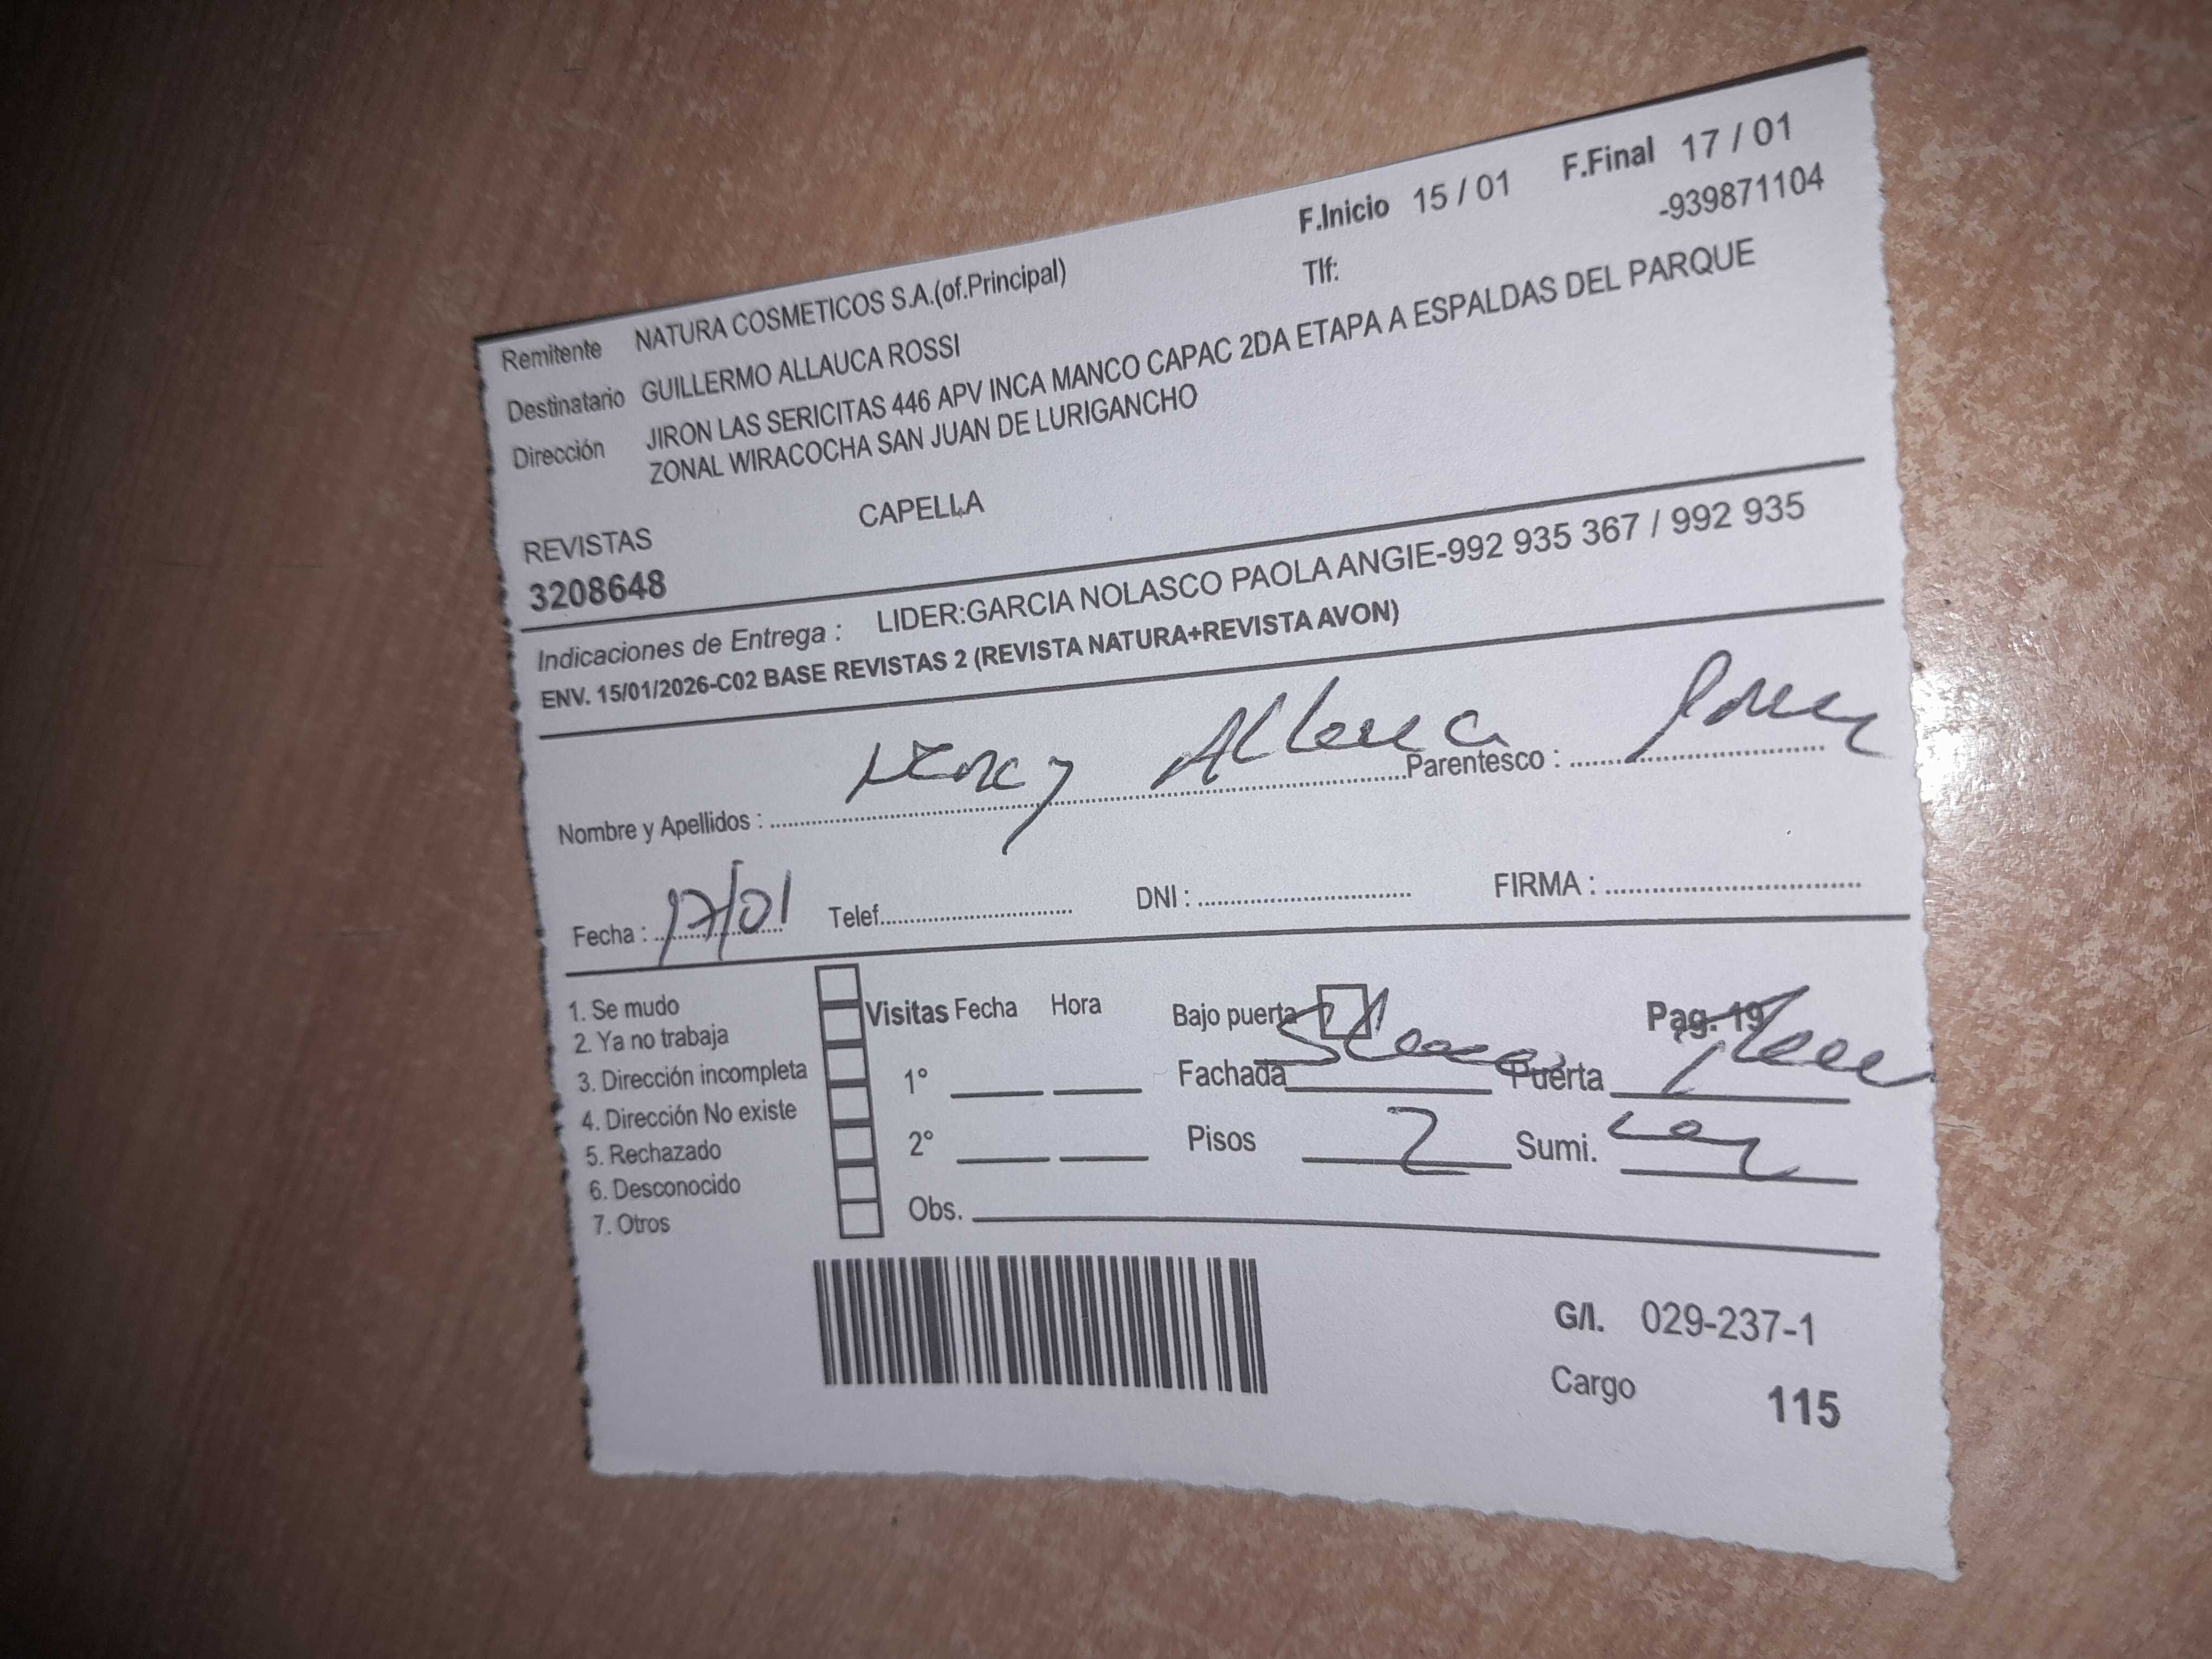 F.Inicio 15 / 01 F.Final 17 / 01
Remitente NATURA COSMETICOS S.A.(of.Principal) Tlf: -939871104
Destinatario GUILLERMO ALLAUCA ROSSI
Dirección JIRON LAS SERICITAS 446 APV INCA MANCO CAPAC 2DA ETAPA A ESPALDAS DEL PARQUE
ZONAL WIRACOCHA SAN JUAN DE LURIGANCHO
REVISTAS CAPELLA
3208648
Indicaciones de Entrega : LIDER:GARCIA NOLASCO PAOLA ANGIE-992 935 367 / 992 935
ENV. 15/01/2026-C02 BASE REVISTAS 2 (REVISTA NATURA+REVISTA AVON)
Nombre y Apellidos : Nancy Allauca Parentesco :
Fecha : 17/01 Telef. DNI : FIRMA :
1. Se mudo Visitas Fecha Hora Bajo puerta Pag. 19
2. Ya no trabaja
3. Dirección incompleta 1° Fachada Puerta
4. Dirección No existe
5. Rechazado 2° Pisos 2 Sumi.
6. Desconocido
7. Otros Obs.
G/I. 029-237-1
Cargo 115